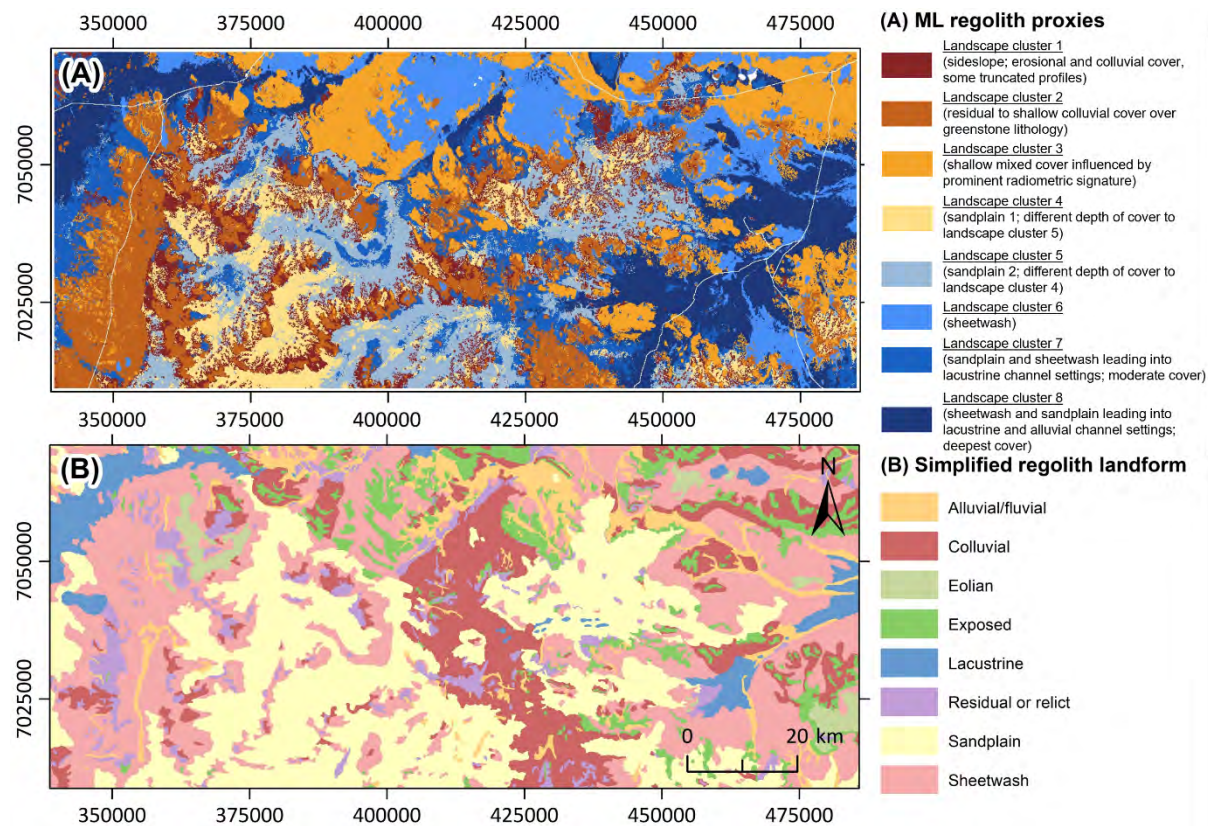 350000 375000 400000 425000 450000 475000
(A)
7050000
7025000
350000 375000 400000 425000 450000 475000
(B)
N
7050000
7025000
0 20 km
350000 375000 400000 425000 450000 475000
(A) ML regolith proxies
Landscape cluster 1
(sideslope; erosional and colluvial cover,
some truncated profiles)
Landscape cluster 2
(residual to shallow colluvial cover over
greenstone lithology)
Landscape cluster 3
(shallow mixed cover influenced by
prominent radiometric signature)
Landscape cluster 4
(sandplain 1; different depth of cover to
landscape cluster 5)
Landscape cluster 5
(sandplain 2; different depth of cover to
landscape cluster 4)
Landscape cluster 6
(sheetwash)
Landscape cluster 7
(sandplain and sheetwash leading into
lacustrine channel settings; moderate cover)
Landscape cluster 8
(sheetwash and sandplain leading into
lacustrine and alluvial channel settings;
deepest cover)
(B) Simplified regolith landform
Alluvial/fluvial
Colluvial
Eolian
Exposed
Lacustrine
Residual or relict
Sandplain
Sheetwash